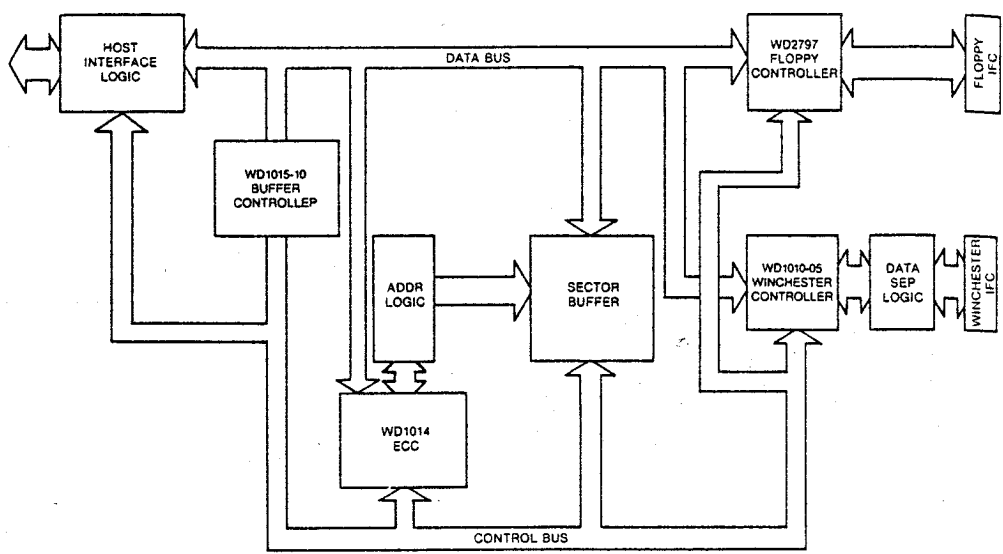 HOST
INTERFACE
LOGIC
DATA BUS
WD2797
FLOPPY
CONTROLLER
FLOPPY
IFC
WD1015-10
BUFFER
CONTROLLEP
ADDR
LOGIC
SECTOR
BUFFER
WD1010-05
WINCHESTER
CONTROLLER
DATA
SEP
LOGIC
WINCHESTER
IFC
WD1014
ECC
CONTROL BUS